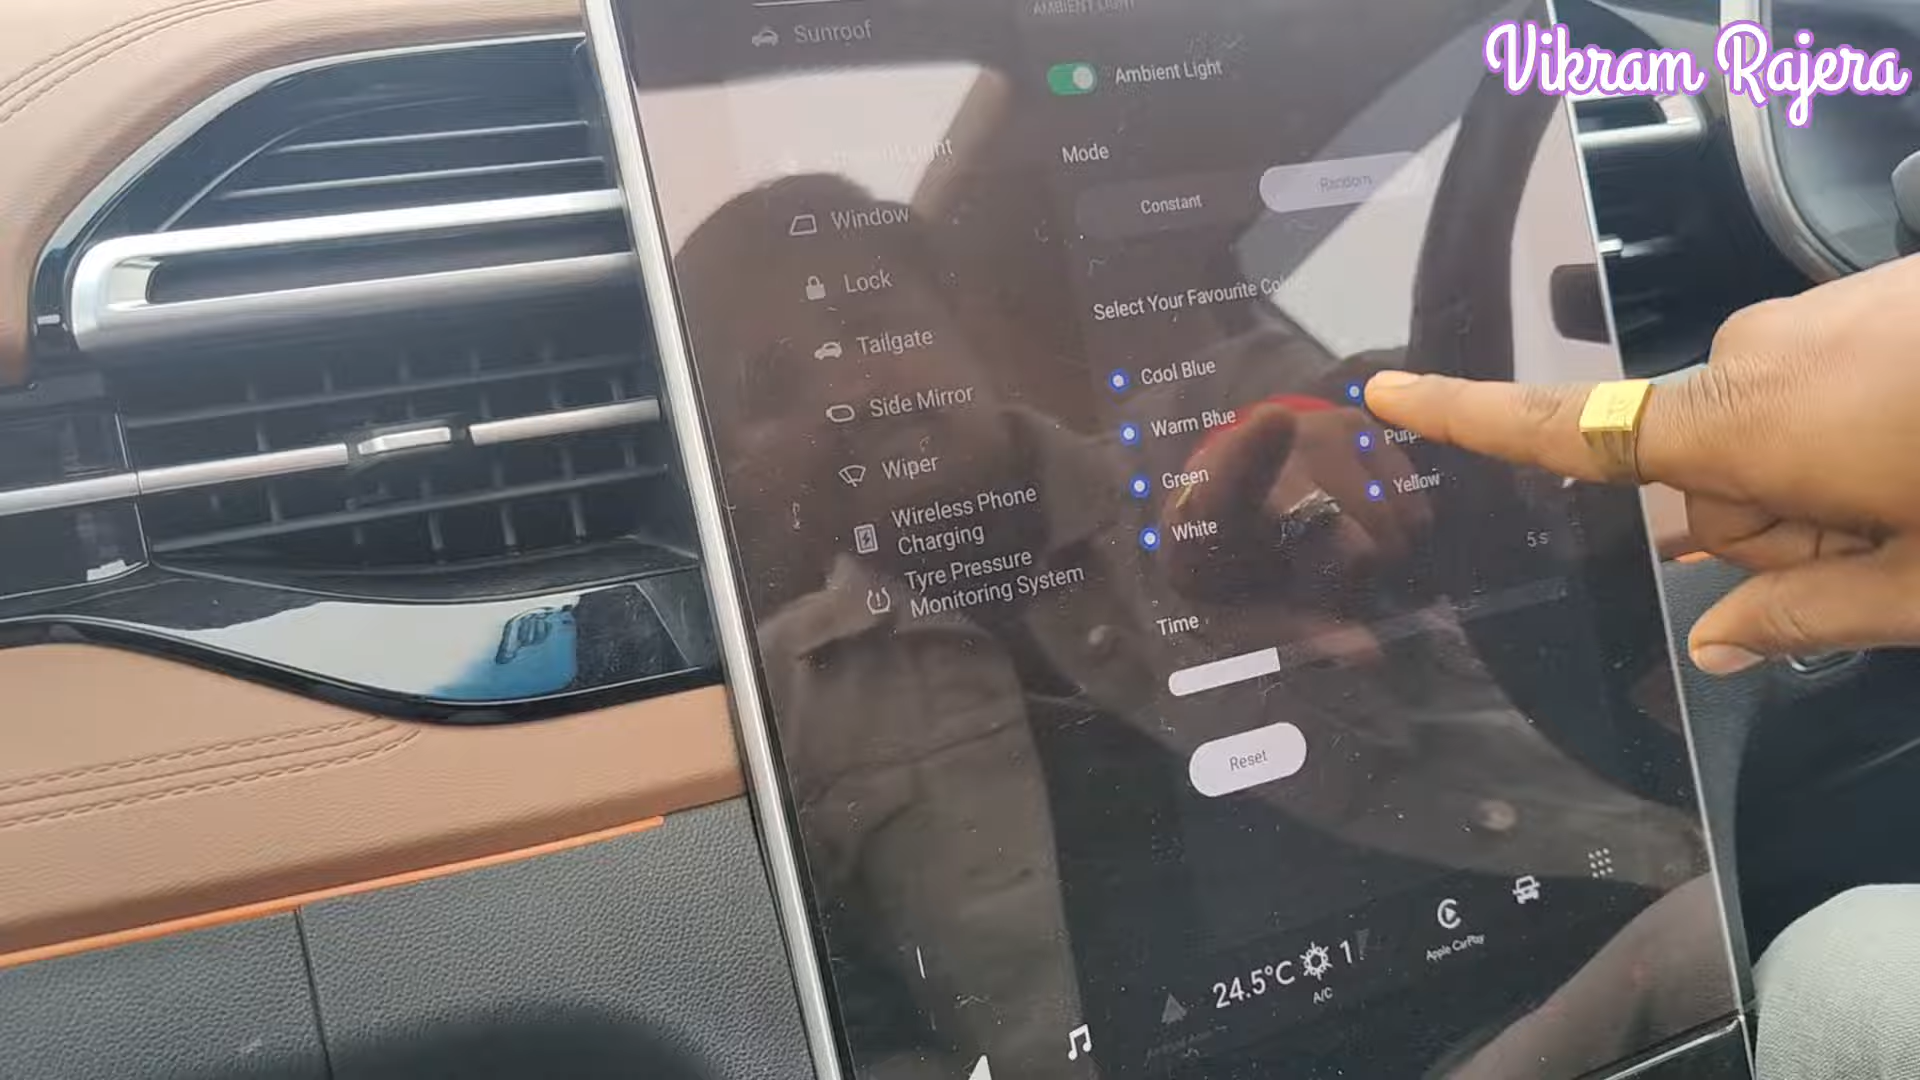 Vikram Rajera
AMBIENT LIGHT
Sunroof
Ambient Light
Light
Mode
Window
Constant
Random
Lock
Select Your Favourite
Tailgate
Cool Blue
Side Mirror
Warm Blue
Wiper
Green
Yellow
Wireless Phone
Charging
White
5 s
Tyre Pressure
Monitoring System
Time
Reset
24.5°C
1
A/C
Apple CarPlay